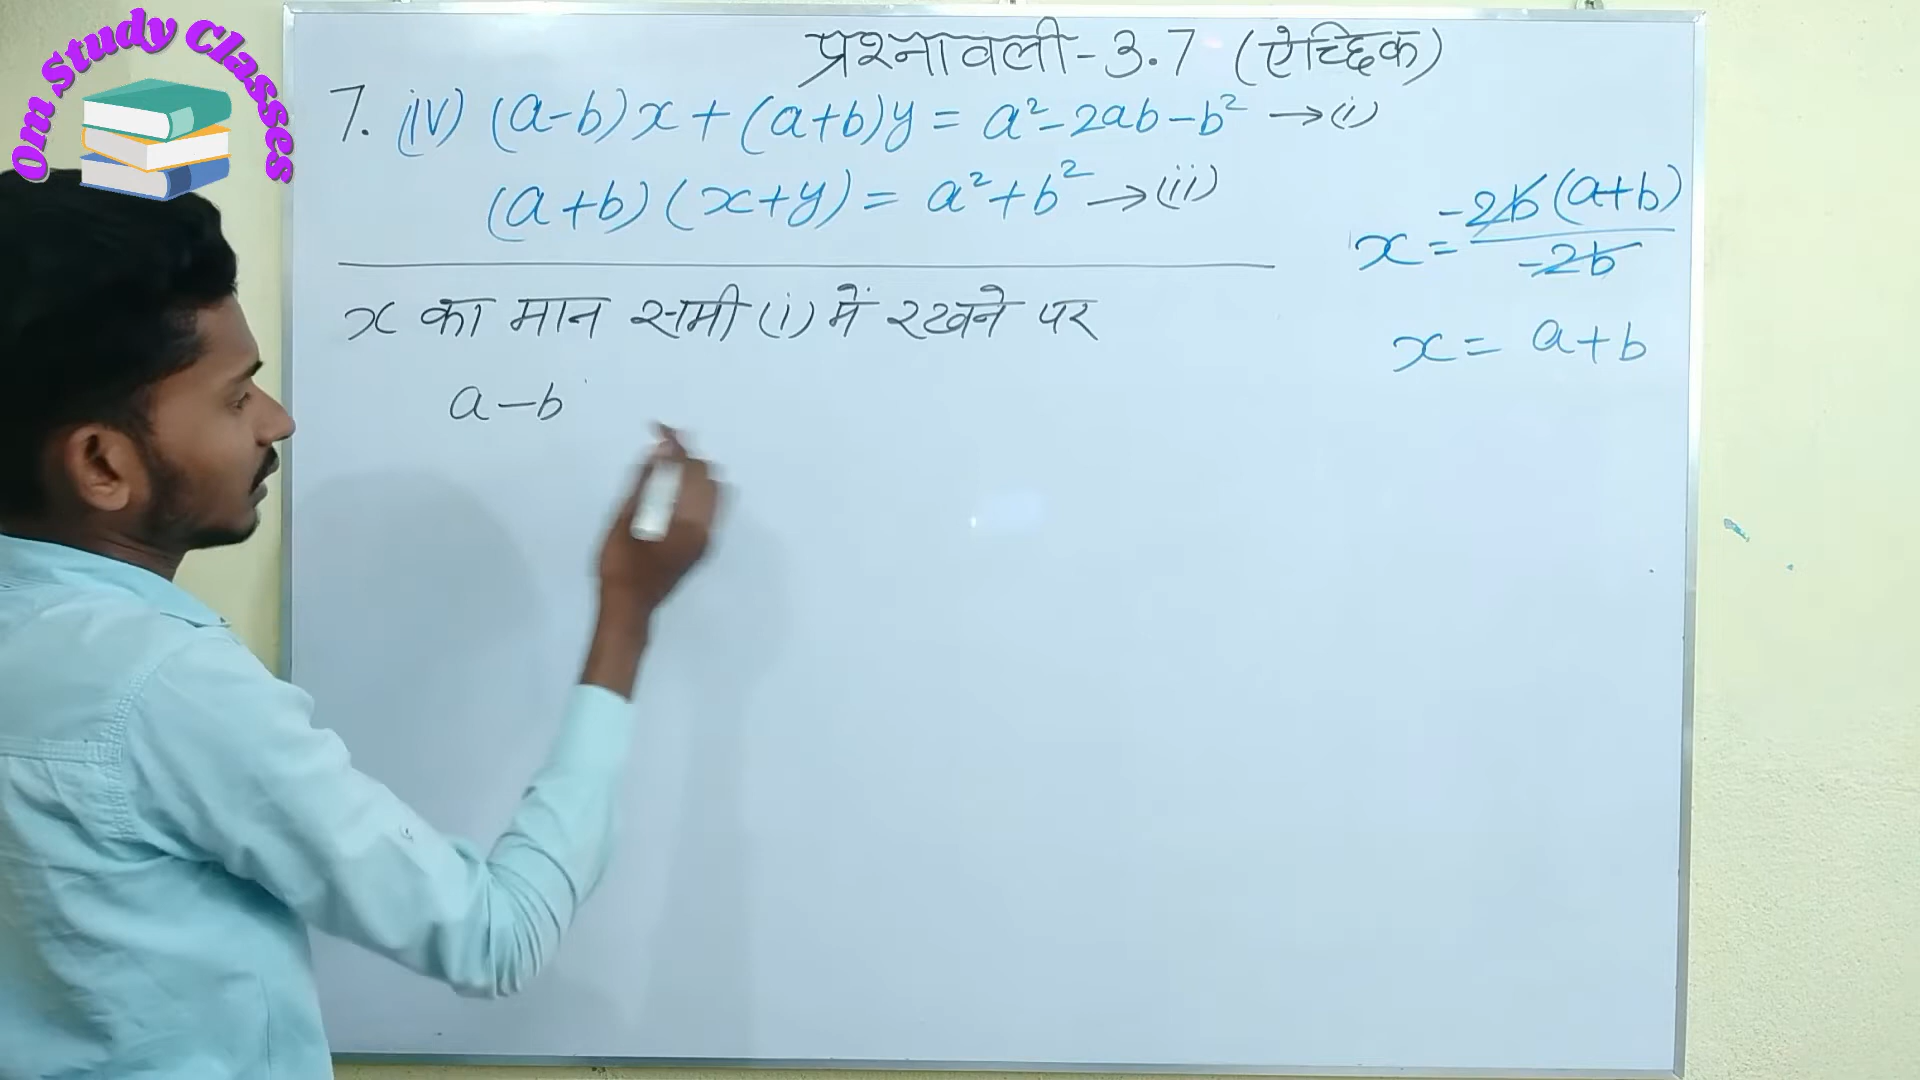 Om Study Classes
प्रश्नावली-3.7 (ऐच्छिक)
7. (iv) (a-b)x + (a+b)y = a²-2ab-b² →(i)
(a+b)(x+y) = a²+b² →(ii)
x = -2b(a+b) / -2b
x = a+b
x का मान समी (i) में रखने पर
a-b